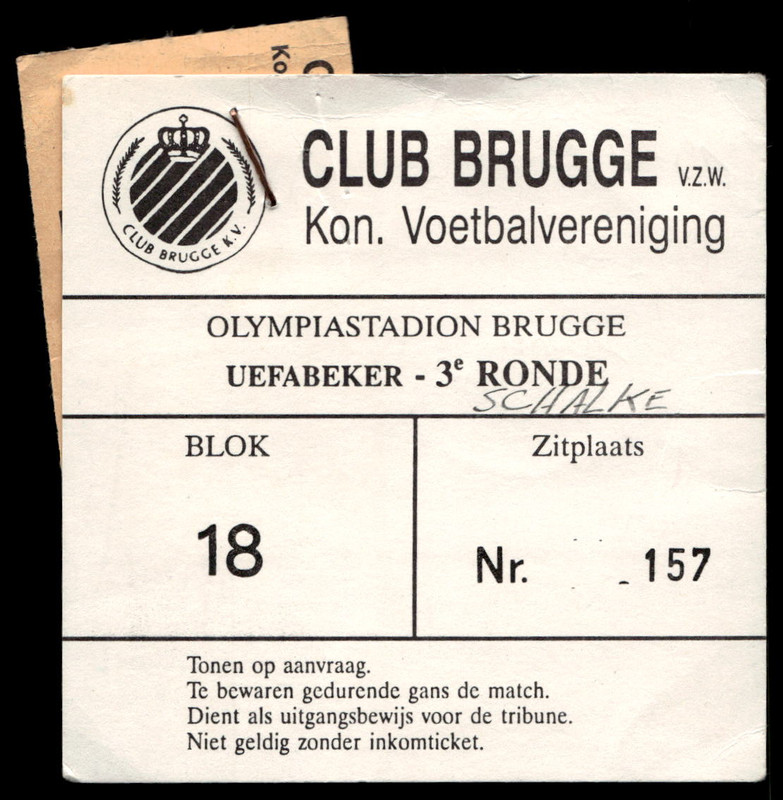 Ko
CLUB BRUGGE K.V.
CLUB BRUGGE V.Z.W.
Kon. Voetbalvereniging
OLYMPIASTADION BRUGGE
UEFABEKER - 3e RONDE
SCHALKE
BLOK
Zitplaats
18
Nr. 157
Tonen op aanvraag.
Te bewaren gedurende gans de match.
Dient als uitgangsbewijs voor de tribune.
Niet geldig zonder inkomticket.